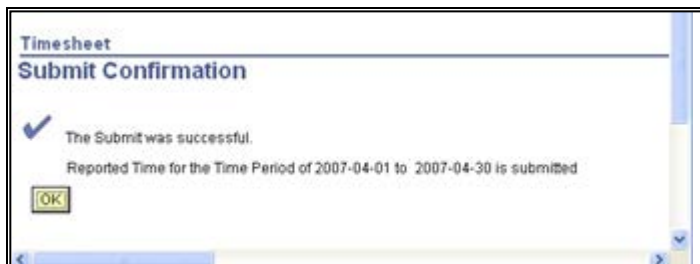 Timesheet
Submit Confirmation
The Submit was successful.
Reported Time for the Time Period of 2007-04-01 to 2007-04-30 is submitted
OK